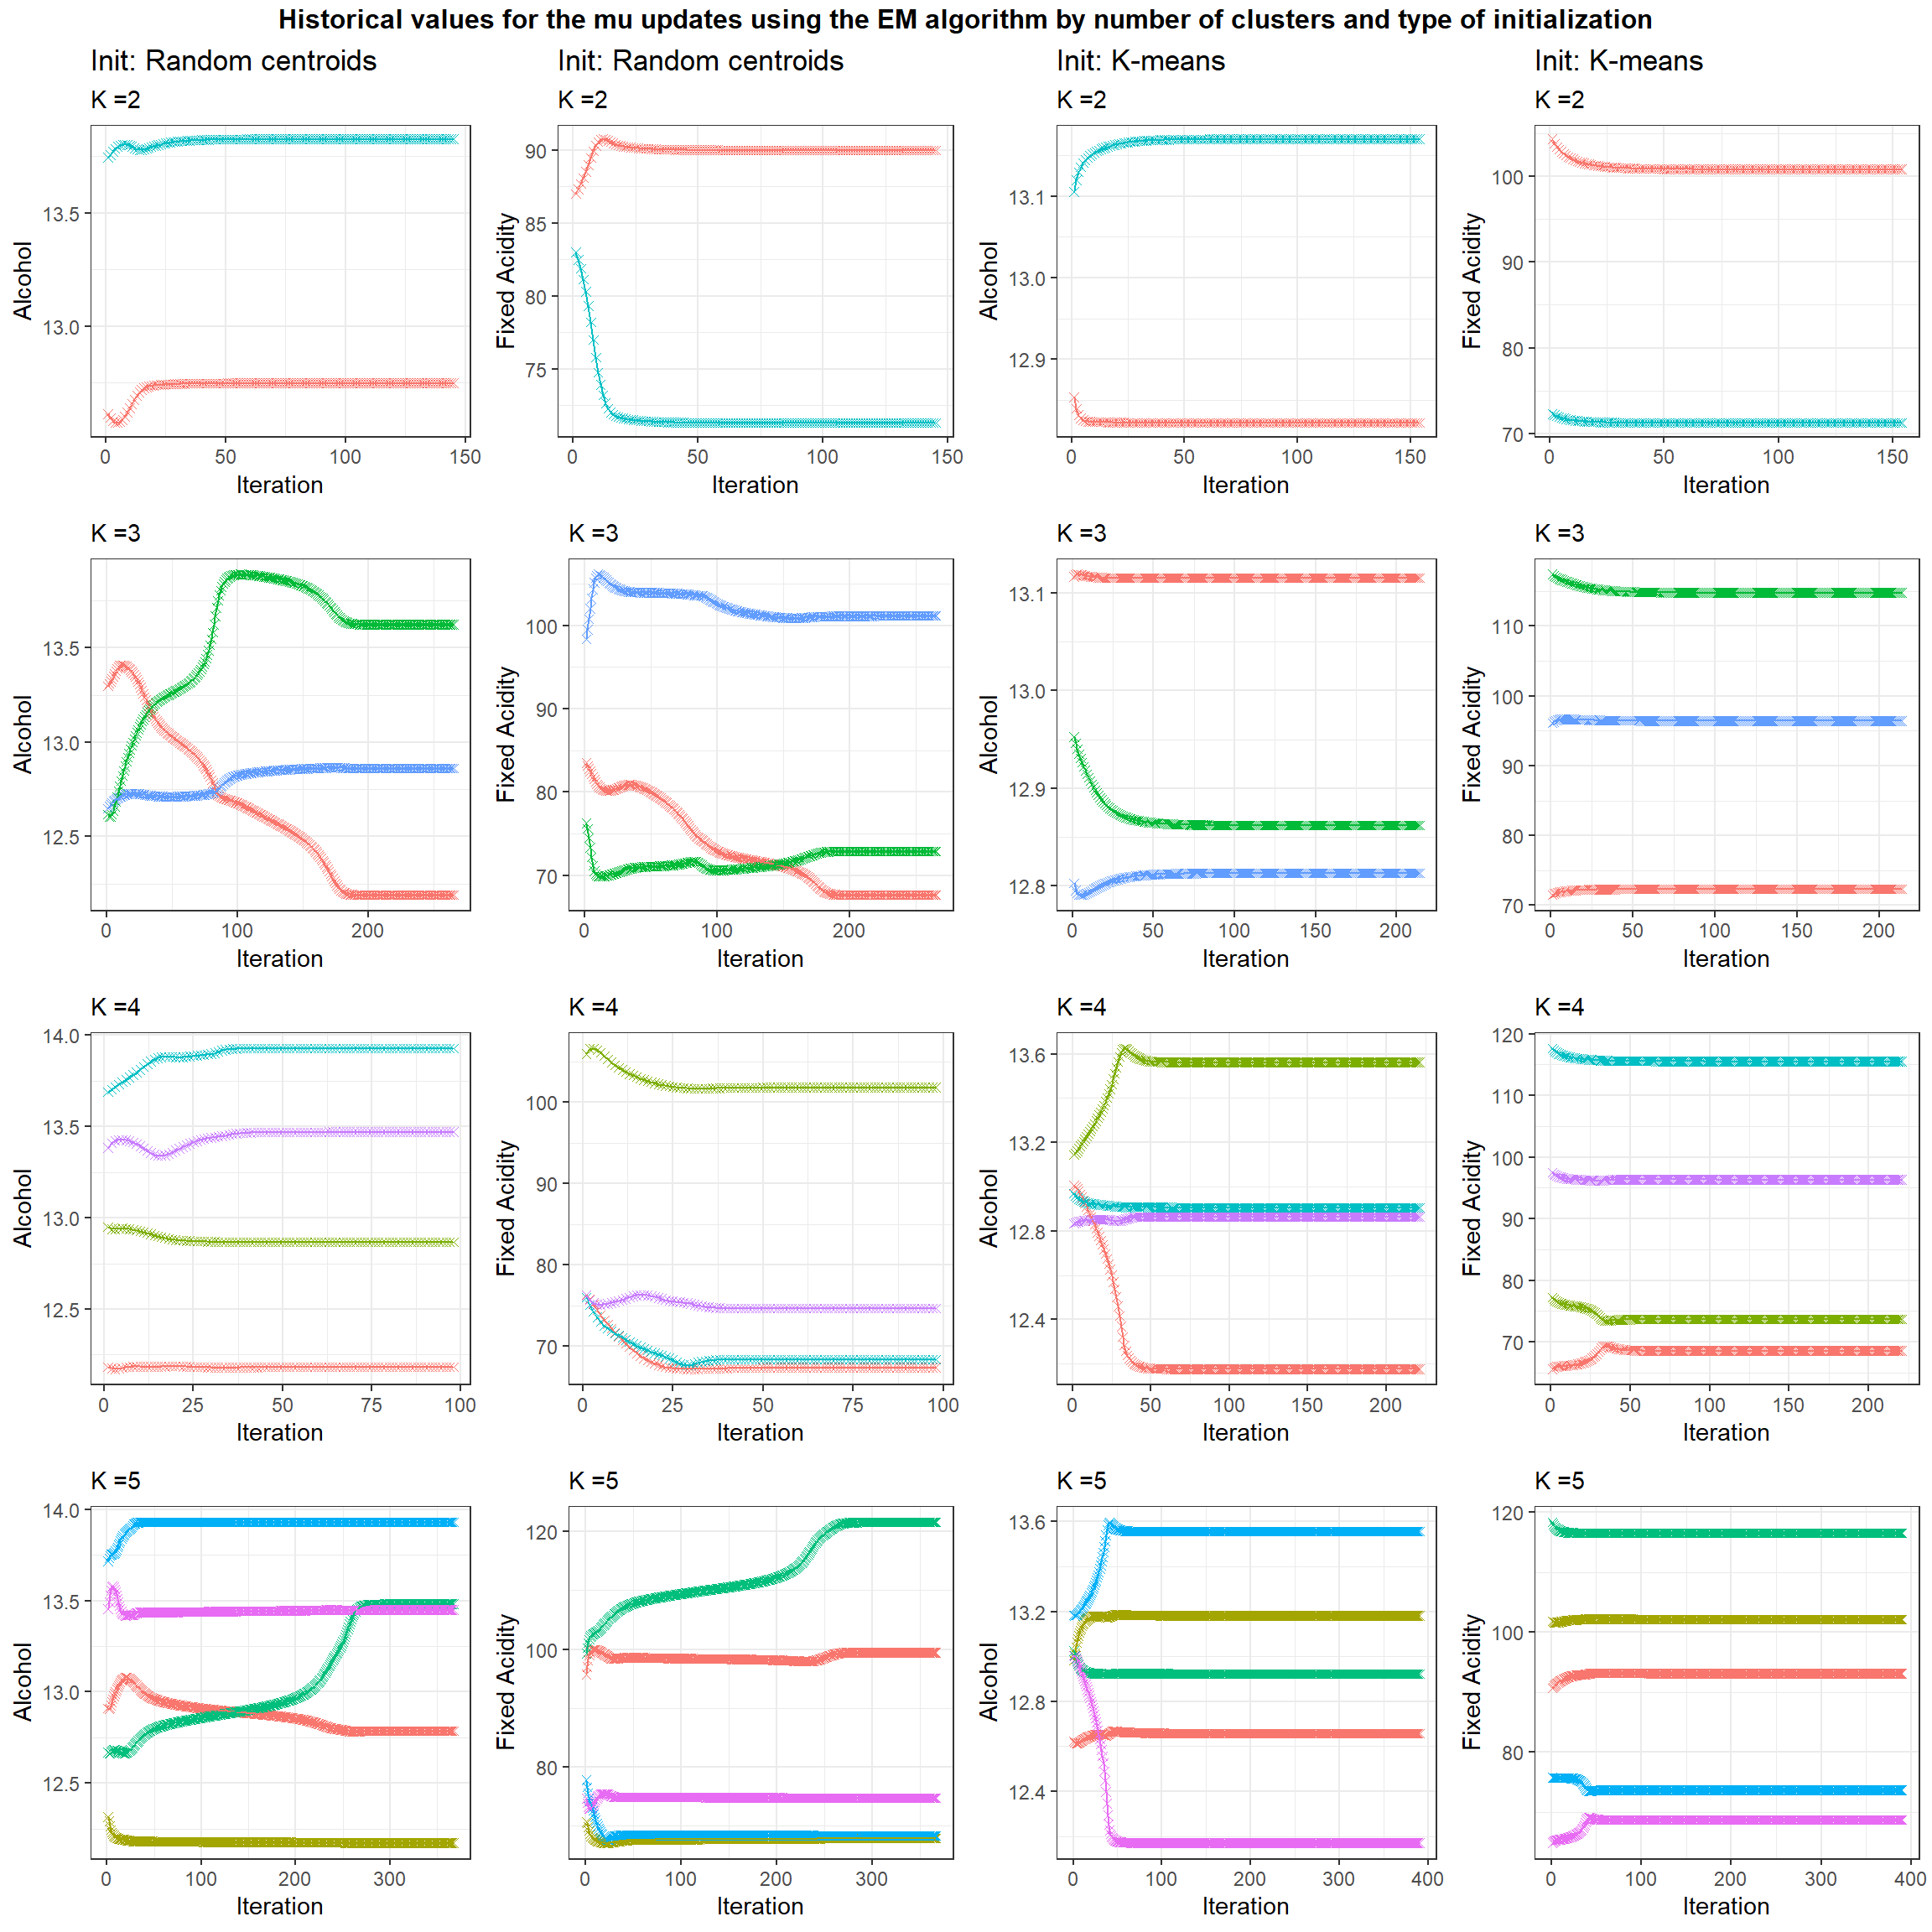 Historical values for the mu updates using the EM algorithm by number of clusters and type of initialization
Init: Random centroids
K =2
Alcohol
13.5
13.0
0 50 100 150
Iteration
Init: Random centroids
K =2
Fixed Acidity
90
85
80
75
0 50 100 150
Iteration
Init: K-means
K =2
Alcohol
13.1
13.0
12.9
0 50 100 150
Iteration
Init: K-means
K =2
Fixed Acidity
100
90
80
70
0 50 100 150
Iteration
K =3
Alcohol
13.5
13.0
12.5
0 100 200
Iteration
K =3
Fixed Acidity
100
90
80
70
0 100 200
Iteration
K =3
Alcohol
13.1
13.0
12.9
12.8
0 50 100 150 200
Iteration
K =3
Fixed Acidity
110
100
90
80
70
0 50 100 150 200
Iteration
K =4
Alcohol
14.0
13.5
13.0
12.5
0 25 50 75 100
Iteration
K =4
Fixed Acidity
100
90
80
70
0 25 50 75 100
Iteration
K =4
Alcohol
13.6
13.2
12.8
12.4
0 50 100 150 200
Iteration
K =4
Fixed Acidity
120
110
100
90
80
70
0 50 100 150 200
Iteration
K =5
Alcohol
14.0
13.5
13.0
12.5
0 100 200 300
Iteration
K =5
Fixed Acidity
120
100
80
0 100 200 300
Iteration
K =5
Alcohol
13.6
13.2
12.8
12.4
0 100 200 300 400
Iteration
K =5
Fixed Acidity
120
100
80
0 100 200 300 400
Iteration